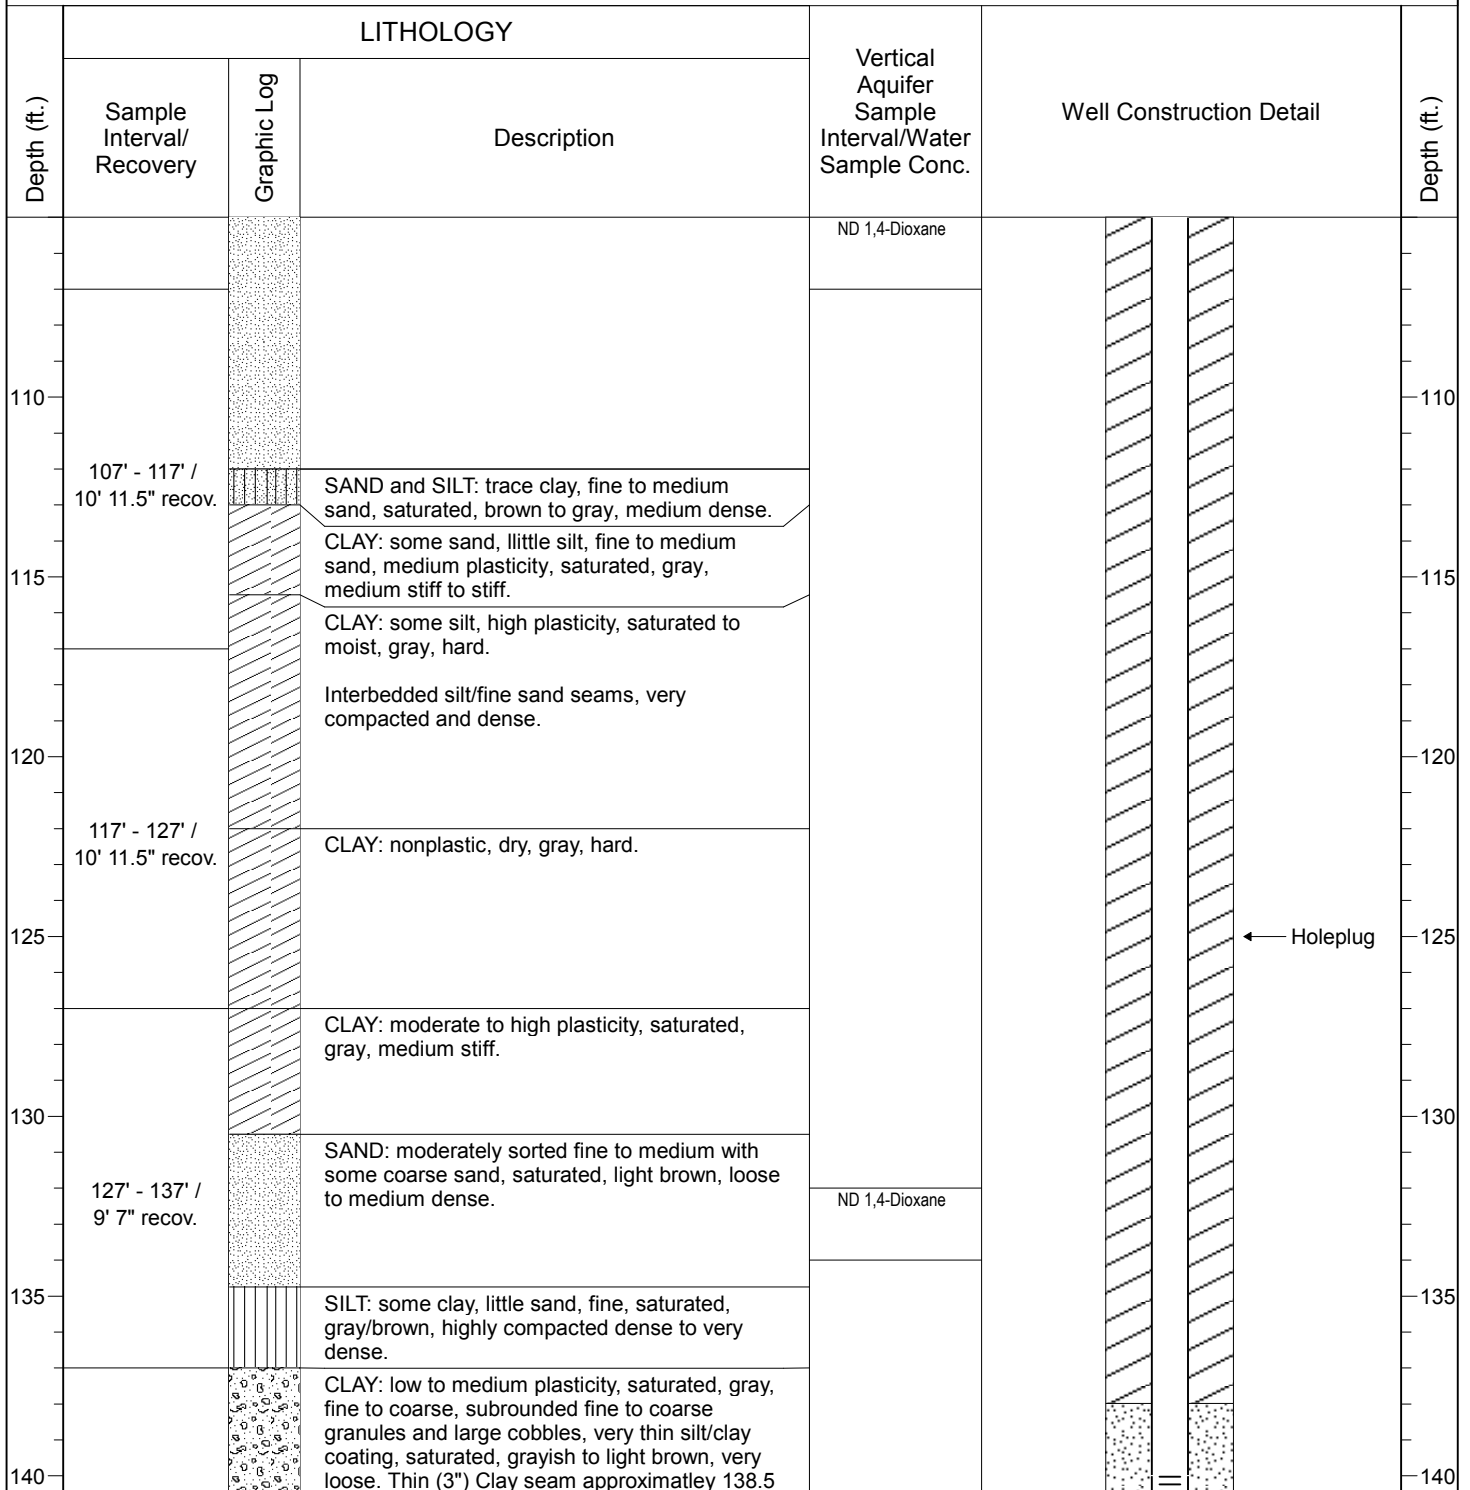 LITHOLOGY
Depth (ft.)
Sample
Interval/
Recovery
Graphic Log
Description
Vertical
Aquifer
Sample
Interval/Water
Sample Conc.
Well Construction Detail
Depth (ft.)
ND 1,4-Dioxane
110
110
107' - 117' /
10' 11.5" recov.
SAND and SILT: trace clay, fine to medium
sand, saturated, brown to gray, medium dense.
CLAY: some sand, llittle silt, fine to medium
sand, medium plasticity, saturated, gray,
medium stiff to stiff.
115
115
CLAY: some silt, high plasticity, saturated to
moist, gray, hard.
Interbedded silt/fine sand seams, very
compacted and dense.
120
120
117' - 127' /
10' 11.5" recov.
CLAY: nonplastic, dry, gray, hard.
125
Holeplug
125
CLAY: moderate to high plasticity, saturated,
gray, medium stiff.
130
130
SAND: moderately sorted fine to medium with
some coarse sand, saturated, light brown, loose
to medium dense.
127' - 137' /
9' 7" recov.
ND 1,4-Dioxane
135
135
SILT: some clay, little sand, fine, saturated,
gray/brown, highly compacted dense to very
dense.
CLAY: low to medium plasticity, saturated, gray,
fine to coarse, subrounded fine to coarse
granules and large cobbles, very thin silt/clay
coating, saturated, grayish to light brown, very
loose. Thin (3") Clay seam approximatley 138.5
140
140